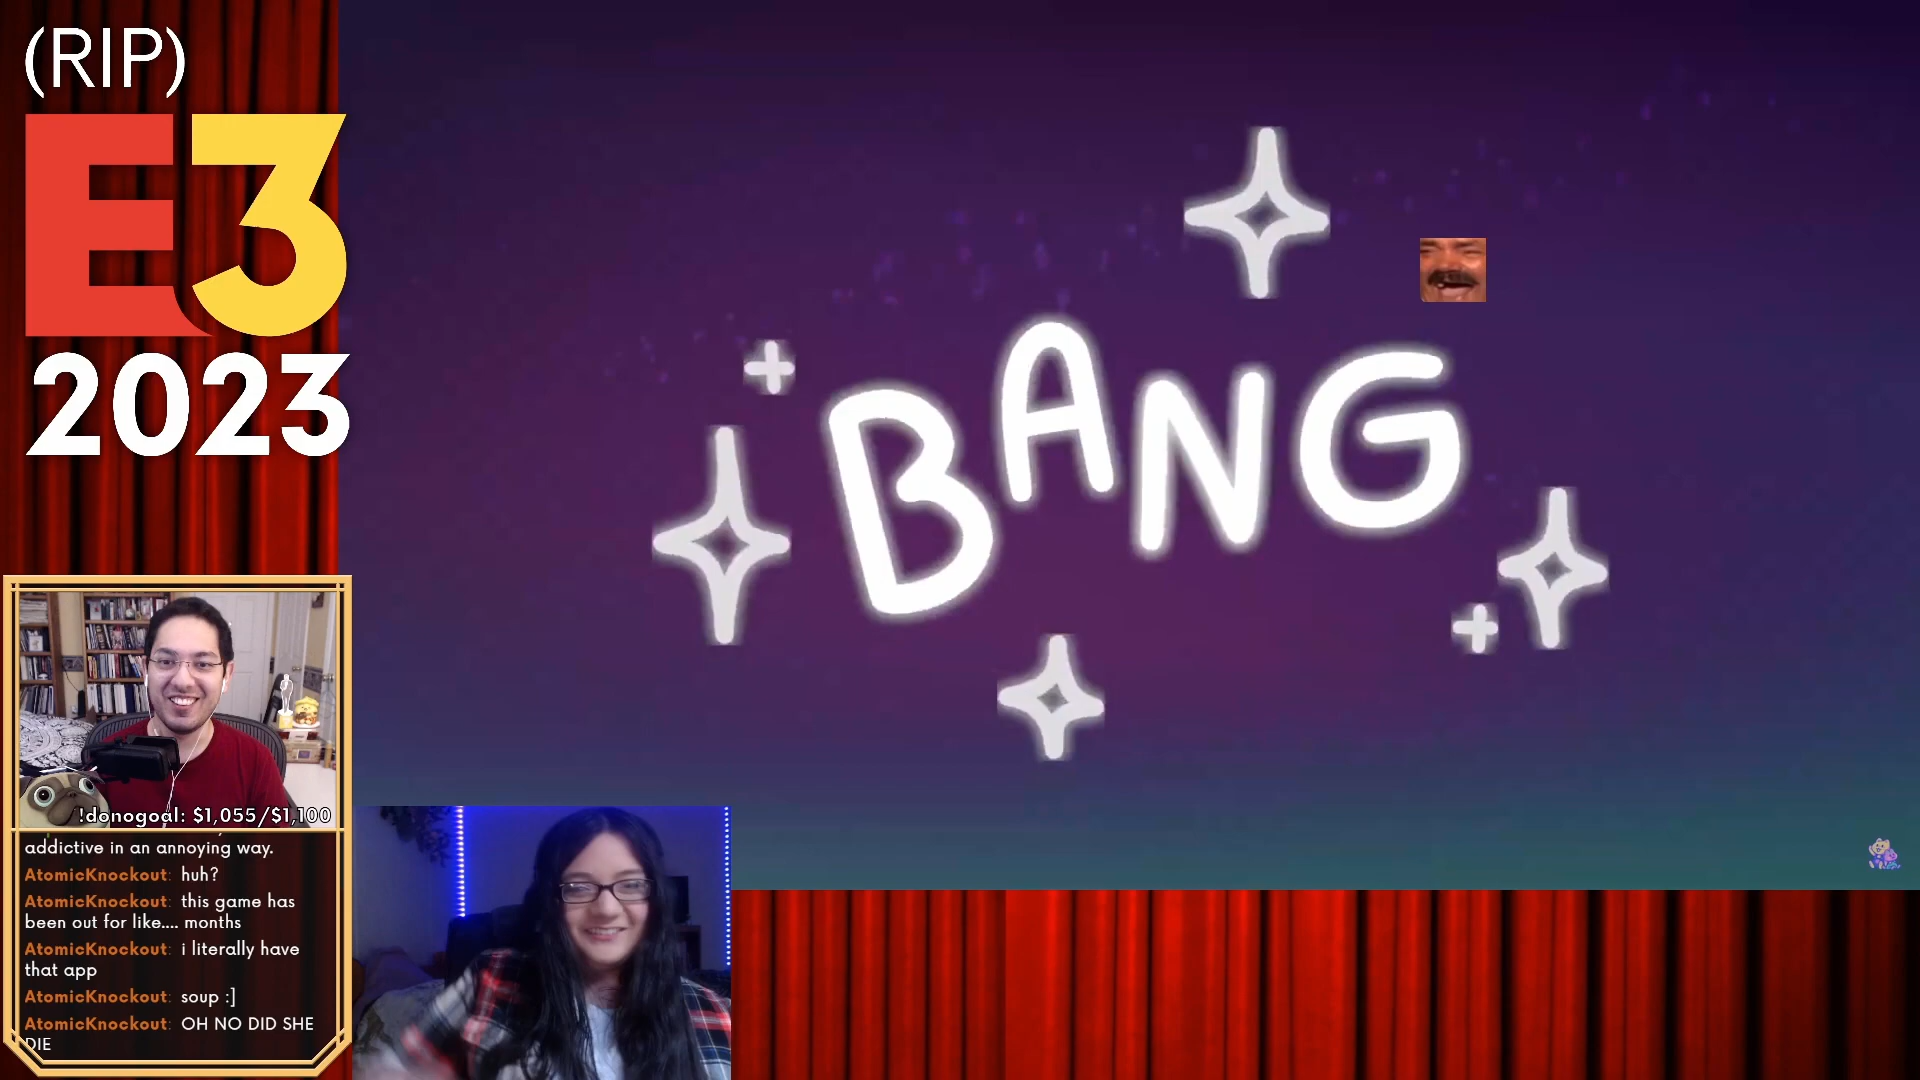 (RIP)
E3
2023
BANG
!donogoal: $1,055/$1,100
addictive in an annoying way.
AtomicKnockout: huh?
AtomicKnockout: this game has
been out for like.... months
AtomicKnockout: i literally have
that app
AtomicKnockout: soup :]
AtomicKnockout: OH NO DID SHE
DIE